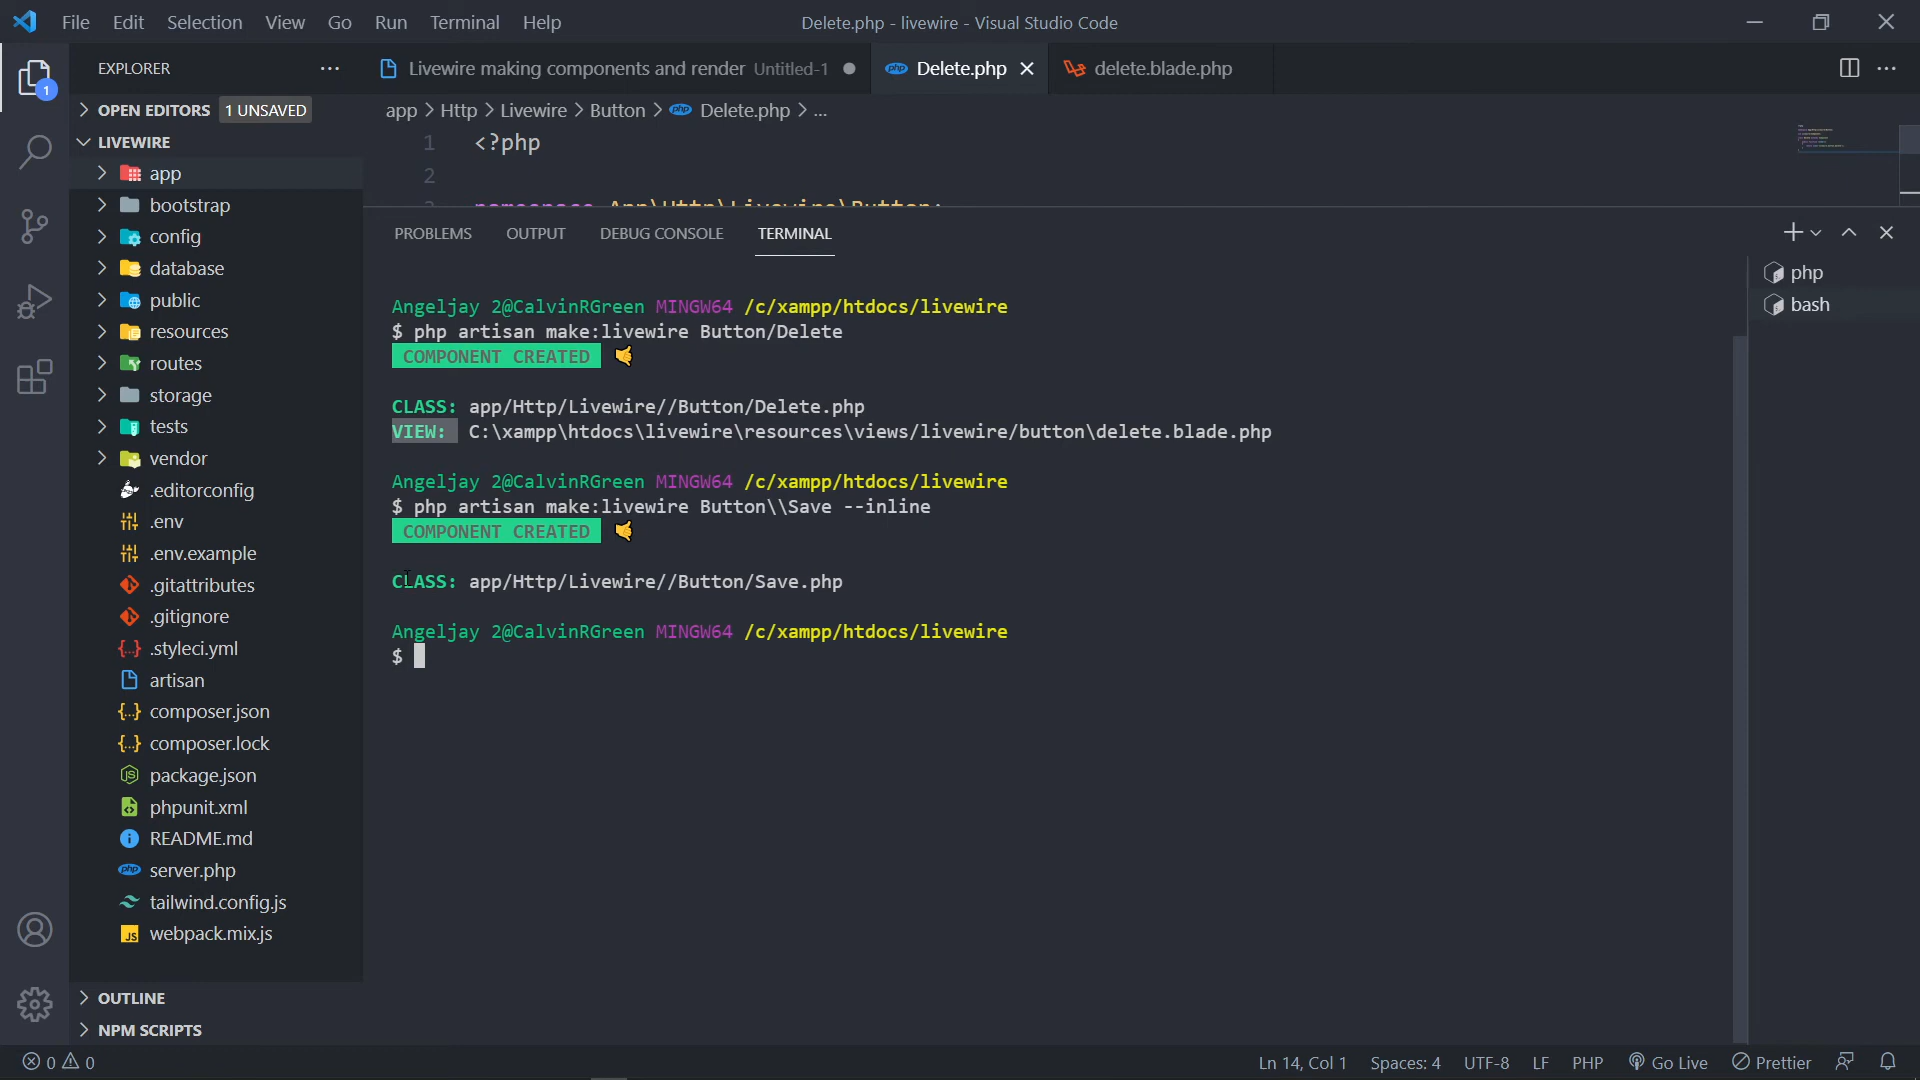 File Edit Selection View Go Run Terminal Help
Delete.php - livewire - Visual Studio Code
EXPLORER
Livewire making components and render Untitled-1
Delete.php
delete.blade.php
1
OPEN EDITORS 1 UNSAVED
app > Http > Livewire > Button > Delete.php > ...
LIVEWIRE
app
bootstrap
config
database
public
resources
routes
storage
tests
vendor
.editorconfig
.env
.env.example
.gitattributes
.gitignore
.styleci.yml
artisan
composer.json
composer.lock
package.json
phpunit.xml
README.md
server.php
tailwind.config.js
webpack.mix.js
OUTLINE
NPM SCRIPTS
1 <?php
2
3 namespace App\Http\Livewire\Button;
PROBLEMS OUTPUT DEBUG CONSOLE TERMINAL
php
bash
Angeljay 2@CalvinRGreen MINGW64 /c/xampp/htdocs/livewire
$ php artisan make:livewire Button/Delete
COMPONENT CREATED 🤙
CLASS: app/Http/Livewire//Button/Delete.php
VIEW: C:\xampp\htdocs\livewire\resources\views/livewire/button\delete.blade.php
Angeljay 2@CalvinRGreen MINGW64 /c/xampp/htdocs/livewire
$ php artisan make:livewire Button\\Save --inline
COMPONENT CREATED 🤙
CLASS: app/Http/Livewire//Button/Save.php
Angeljay 2@CalvinRGreen MINGW64 /c/xampp/htdocs/livewire
$
0 0
Ln 14, Col 1 Spaces: 4 UTF-8 LF PHP Go Live Prettier